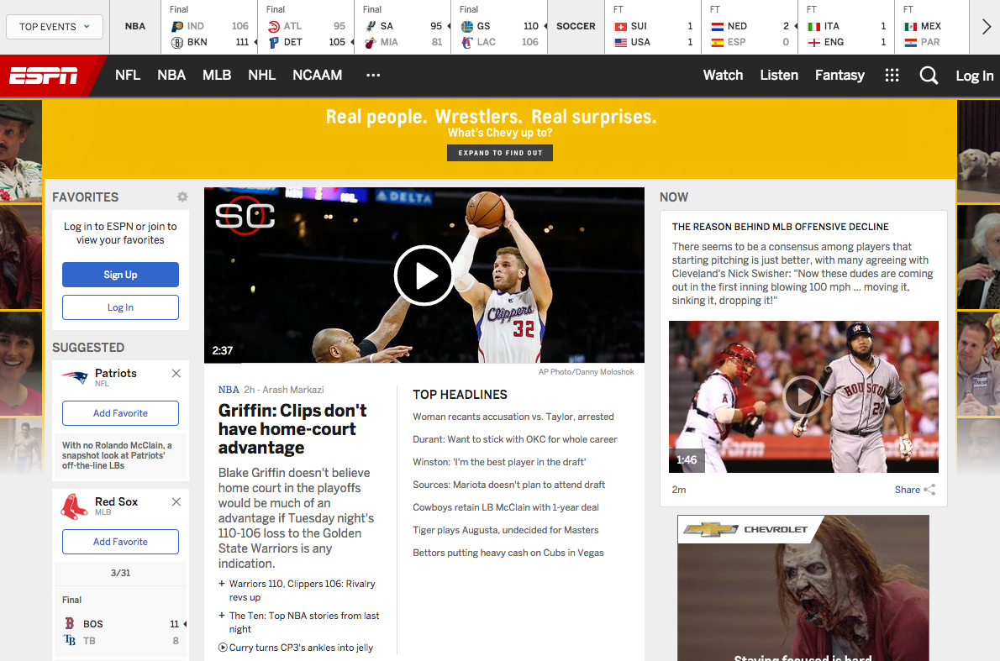 TOP EVENTS
NBA
Final
IND 106
BKN 111
Final
ATL 95
DET 105
Final
SA 95
MIA 81
Final
GS 110
LAC 106
SOCCER
FT
SUI 1
USA 1
FT
NED 2
ESP 0
FT
ITA 1
ENG 1
FT
MEX
PAR
ESPN
NFL NBA MLB NHL NCAAM ...
Watch Listen Fantasy Log In
Real people. Wrestlers. Real surprises.
What's Chevy up to?
EXPAND TO FIND OUT
FAVORITES
Log in to ESPN or join to
view your favorites
Sign Up
Log In
SUGGESTED
Patriots
NFL
Add Favorite
With no Rolando McClain, a
snapshot look at Patriots'
off-the-line LBs
Red Sox
MLB
Add Favorite
3/31
Final
BOS 11
TB 8
SC
DELTA
Clippers
32
2:37
AP Photo/Danny Moloshok
NBA 2h - Arash Markazi
Griffin: Clips don't
have home-court
advantage
Blake Griffin doesn't believe
home court in the playoffs
would be much of an
advantage if Tuesday night's
110-106 loss to the Golden
State Warriors is any
indication.
+ Warriors 110, Clippers 106: Rivalry
revs up
+ The Ten: Top NBA stories from last
night
Curry turns CP3's ankles into jelly
TOP HEADLINES
Woman recants accusation vs. Taylor, arrested
Durant: Want to stick with OKC for whole career
Winston: 'I'm the best player in the draft'
Sources: Mariota doesn't plan to attend draft
Cowboys retain LB McClain with 1-year deal
Tiger plays Augusta, undecided for Masters
Bettors putting heavy cash on Cubs in Vegas
NOW
THE REASON BEHIND MLB OFFENSIVE DECLINE
There seems to be a consensus among players that
starting pitching is just better, with many agreeing with
Cleveland's Nick Swisher: "Now these dudes are coming
out in the first inning blowing 100 mph ... moving it,
sinking it, dropping it!"
HOUSTON
1:46
2m
Share
CHEVROLET
Staying focused is hard